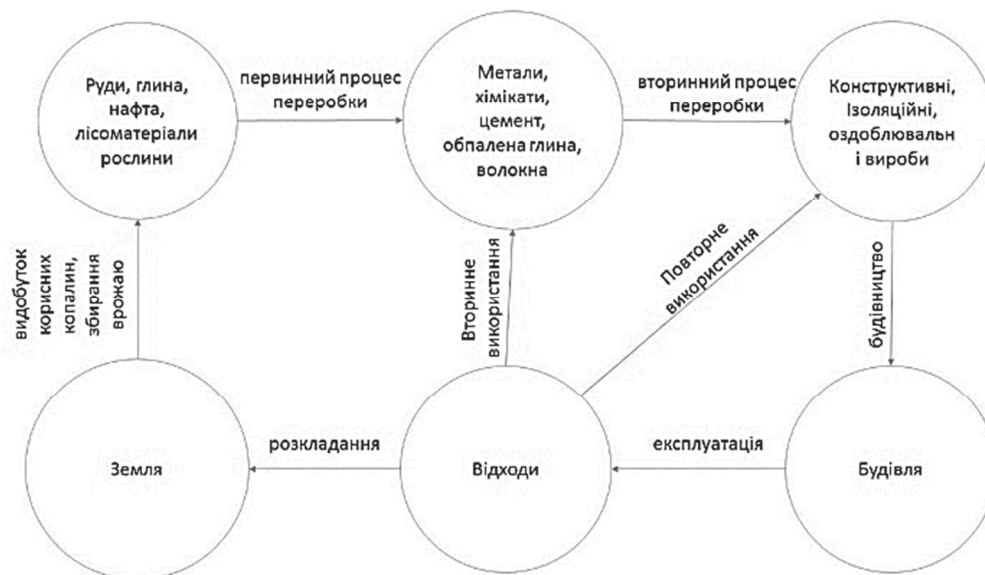 Руди, глина,
нафта,
лісоматеріали
рослини
первинний процес
переробки
Метали,
хімікати,
цемент,
обпалена глина,
волокна
вторинний процес
переробки
Конструктивні,
Ізоляційні,
оздоблювальн
і вироби
видобуток
корисних
копалин,
збирання
врожаю
Вторинне
використання
Повторне
використання
будівництво
Земля
розкладання
Відходи
експлуатація
Будівля